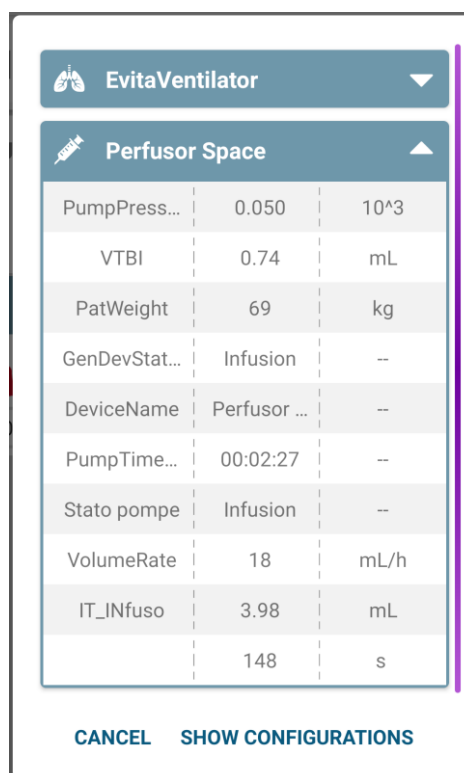 EvitaVentilator
Perfusor Space
PumpPress... 0.050 10^3
VTBI 0.74 mL
PatWeight 69 kg
GenDevStat... Infusion --
DeviceName Perfusor ... --
PumpTime... 00:02:27 --
Stato pompe Infusion --
VolumeRate 18 mL/h
IT_INfuso 3.98 mL
148 s
CANCEL SHOW CONFIGURATIONS